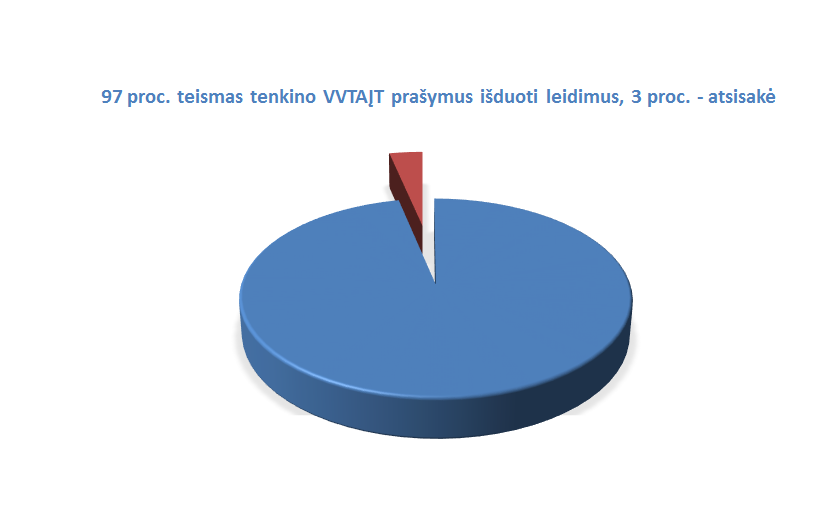 97 proc. teismas tenkino VVTAĮT prašymus išduoti leidimus, 3 proc. - atsisakė